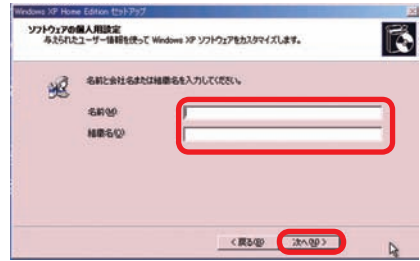 Windows XP Home Edition セットアップ
ソフトウェアの個人用設定
与えられたユーザー情報を使って Windows XP ソフトウェアをカスタマイズします。
名前と会社名または組織名を入力してください。
名前(M)
組織名(O)
< 戻る(B)
次へ(N) >